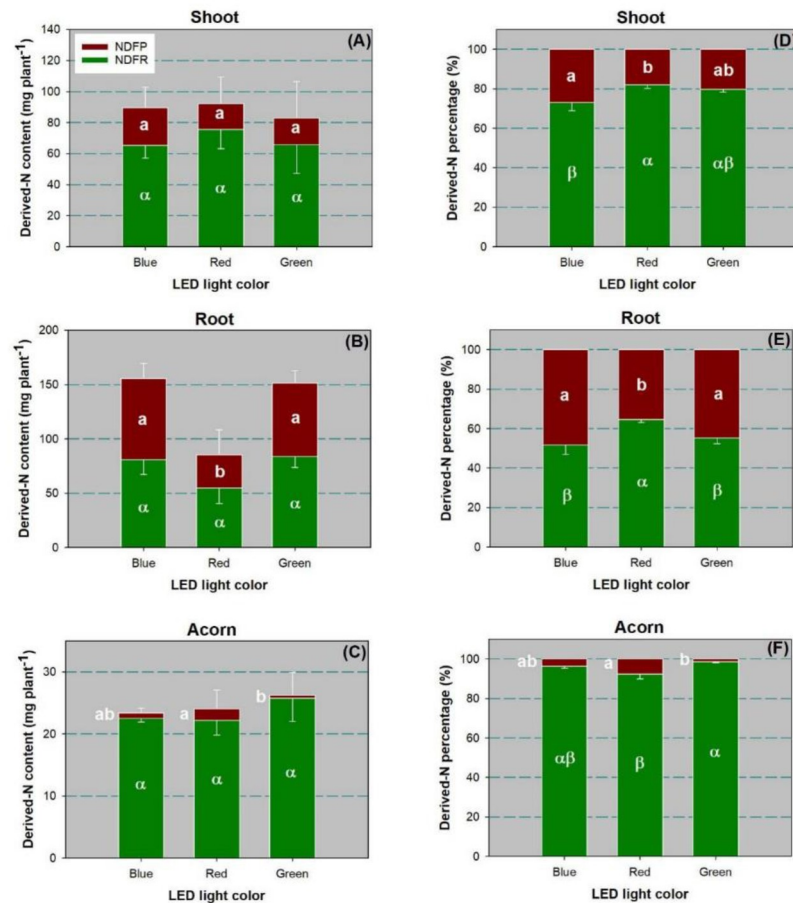 Shoot
(A)
NDFP
NDFR
Derived-N content (mg plant-1)
140
120
100
80
60
40
20
0
a
a
a
α
α
α
Blue
Red
Green
LED light color
Shoot
(D)
Derived-N percentage (%)
100
80
60
40
20
0
a
b
ab
β
α
αβ
Blue
Red
Green
LED light color
Root
(B)
Derived-N content (mg plant-1)
200
150
100
50
0
a
b
a
α
α
α
Blue
Red
Green
LED light color
Root
(E)
Derived-N percentage (%)
100
80
60
40
20
0
a
b
a
β
α
β
Blue
Red
Green
LED light color
Acorn
(C)
Derived-N content (mg plant-1)
30
20
10
0
ab
a
b
α
α
α
Blue
Red
Green
LED light color
Acorn
(F)
Derived-N percentage (%)
100
80
60
40
20
0
ab
a
b
αβ
β
α
Blue
Red
Green
LED light color